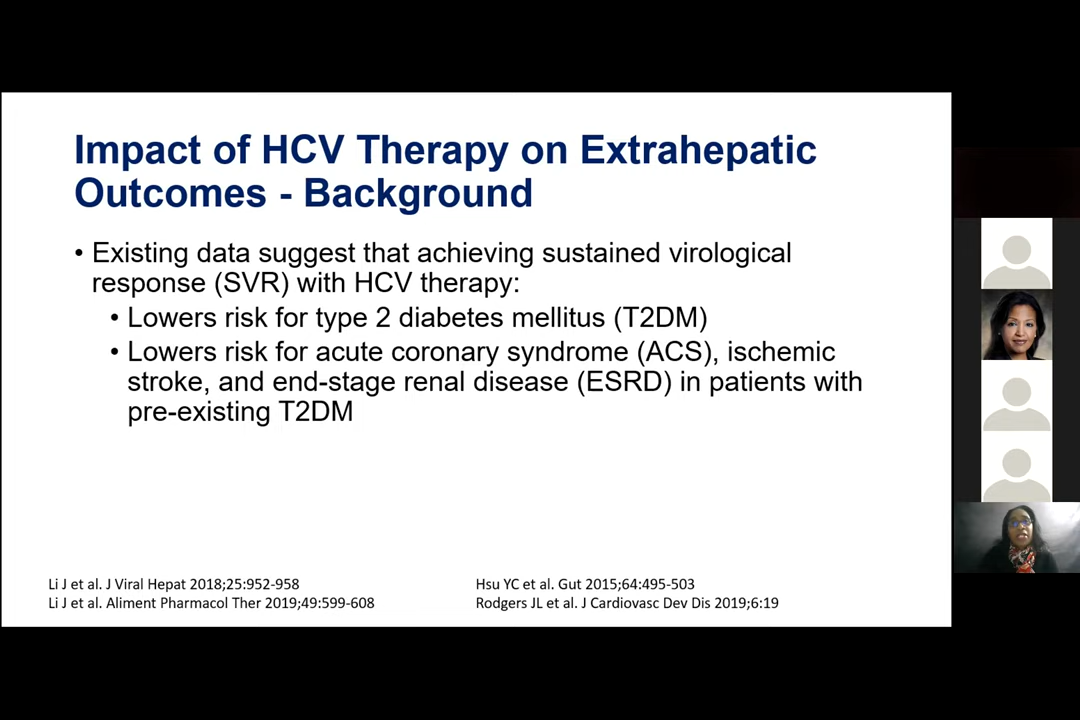 Impact of HCV Therapy on Extrahepatic
Outcomes - Background
• Existing data suggest that achieving sustained virological
response (SVR) with HCV therapy:
• Lowers risk for type 2 diabetes mellitus (T2DM)
• Lowers risk for acute coronary syndrome (ACS), ischemic
stroke, and end-stage renal disease (ESRD) in patients with
pre-existing T2DM
Li J et al. J Viral Hepat 2018;25:952-958
Li J et al. Aliment Pharmacol Ther 2019;49:599-608
Hsu YC et al. Gut 2015;64:495-503
Rodgers JL et al. J Cardiovasc Dev Dis 2019;6:19